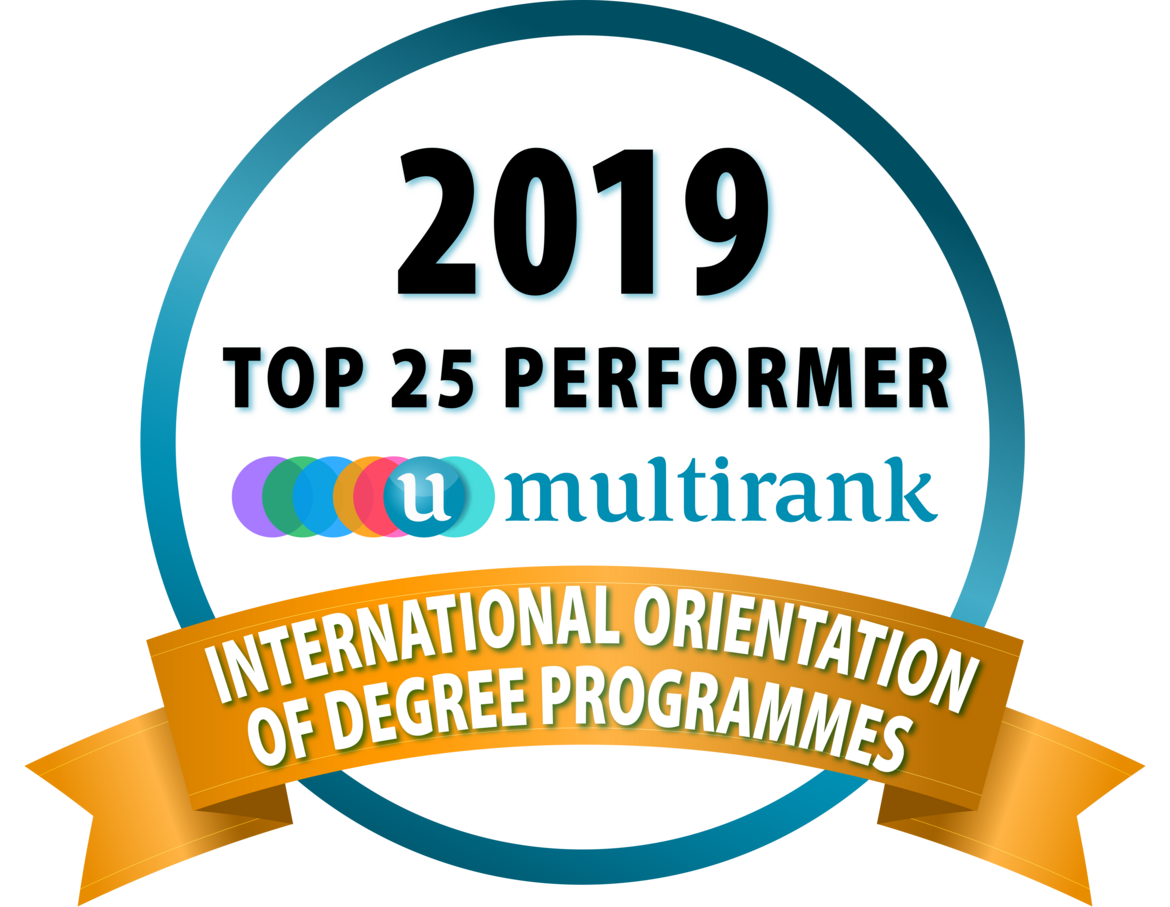 2019
TOP 25 PERFORMER
u multirank
INTERNATIONAL ORIENTATION
OF DEGREE PROGRAMMES